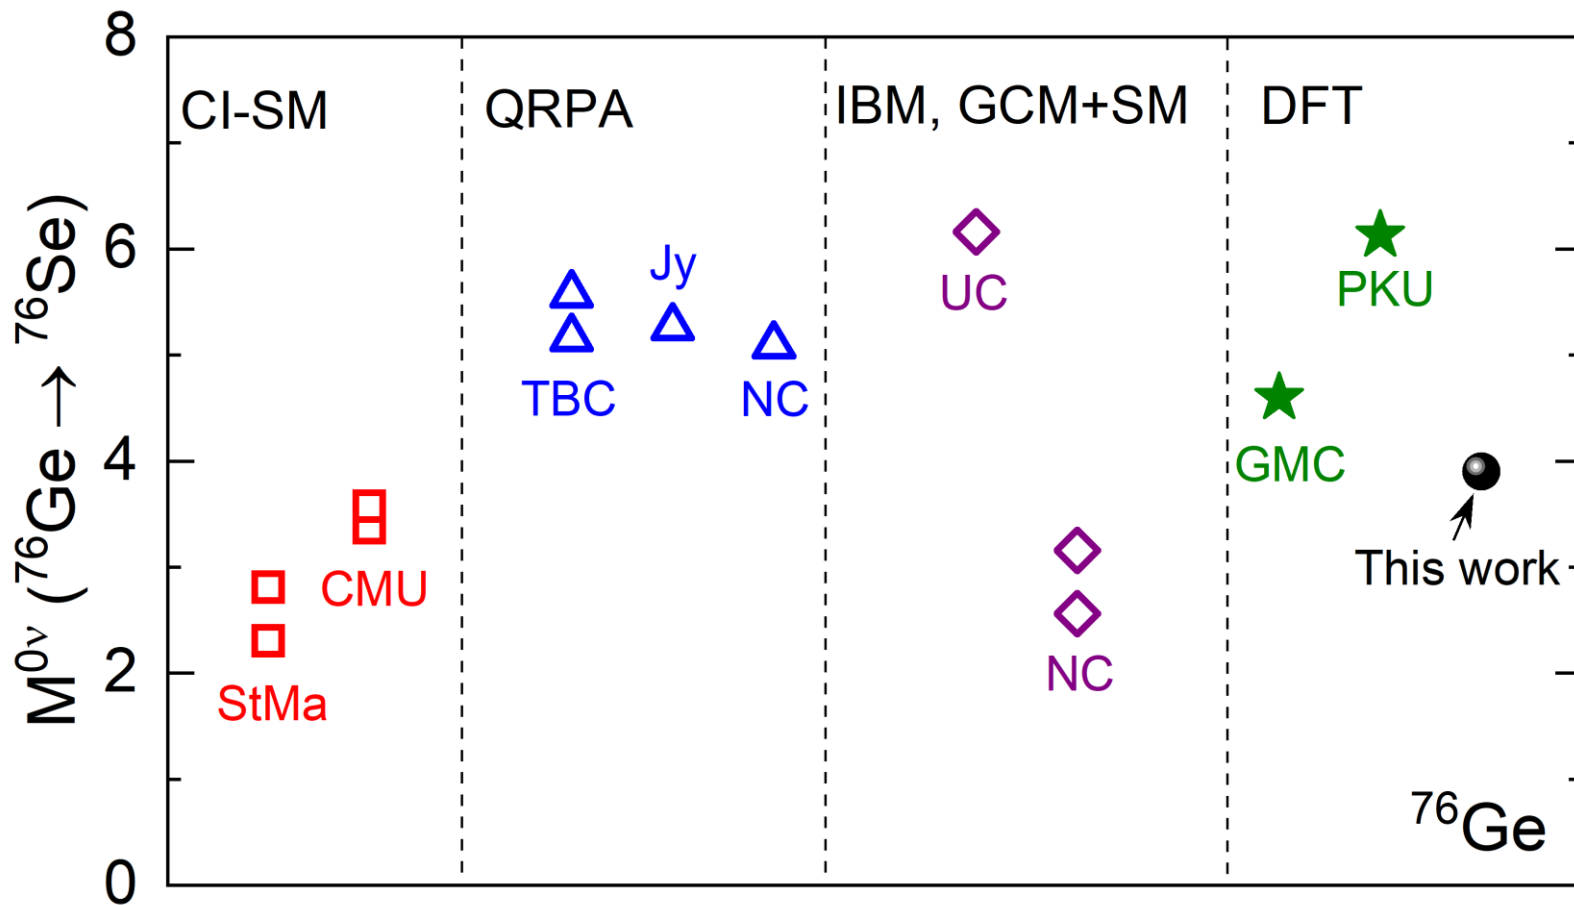 M⁰ᵛ (⁷⁶Ge → ⁷⁶Se)
8
6
4
2
0
CI-SM
QRPA
IBM, GCM+SM
DFT
StMa
CMU
TBC
Jy
NC
UC
NC
GMC
PKU
This work
⁷⁶Ge